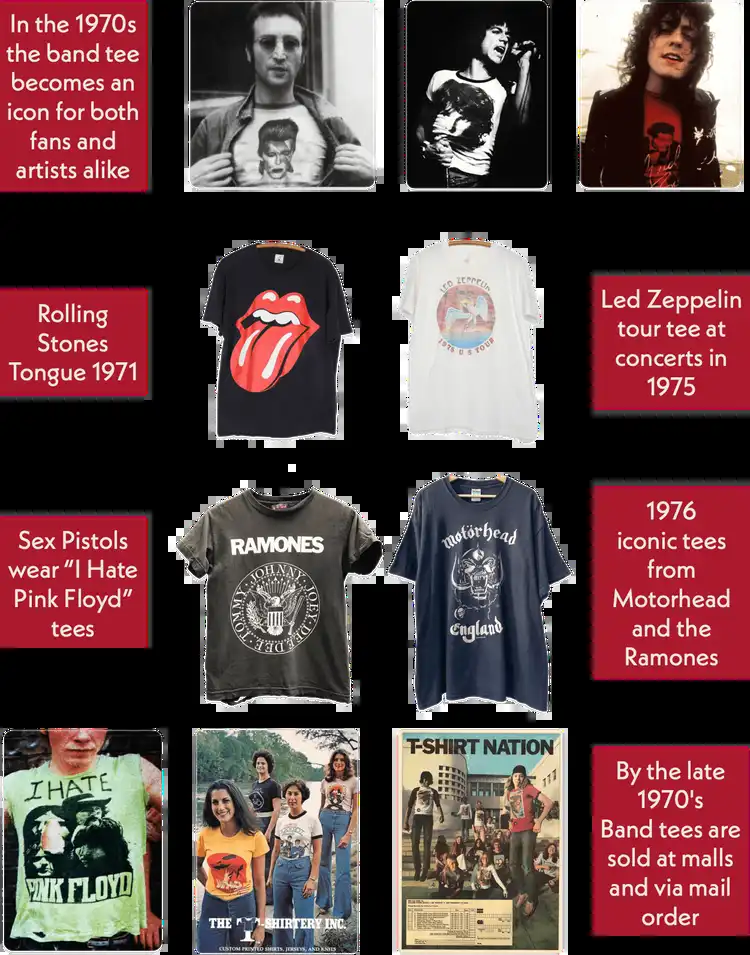 In the 1970s
the band tee
becomes an
icon for both
fans and
artists alike
Rolling
Stones
Tongue 1971
LED ZEPPELIN
1975 U S TOUR
Led Zeppelin
tour tee at
concerts in
1975
Sex Pistols
wear “I Hate
Pink Floyd”
tees
RAMONES
JOHNNY · JOEY · DEE DEE · TOMMY
motörhead
England
1976
iconic tees
from
Motorhead
and the
Ramones
I HATE
PINK FLOYD
THE T-SHIRTERY INC.
CUSTOM PRINTED SHIRTS, JERSEYS, AND KNITS
T-SHIRT NATION
By the late
1970's
Band tees are
sold at malls
and via mail
order